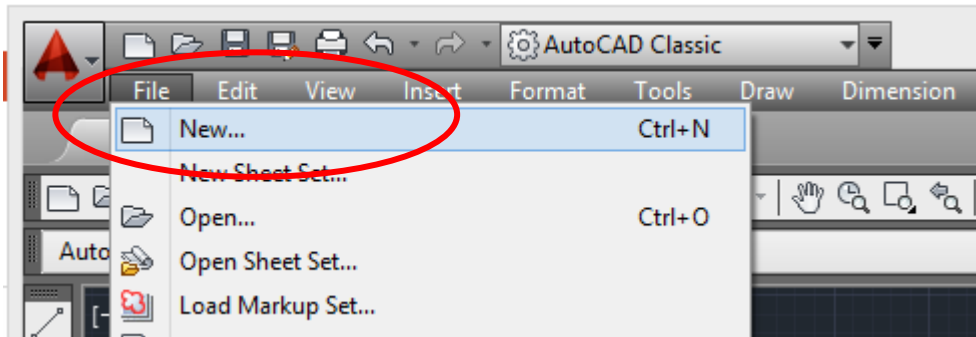 AutoCAD Classic
File Edit View Insert Format Tools Draw Dimension
New... Ctrl+N
New Sheet Set...
Open... Ctrl+O
Auto
Open Sheet Set...
Load Markup Set...
[-